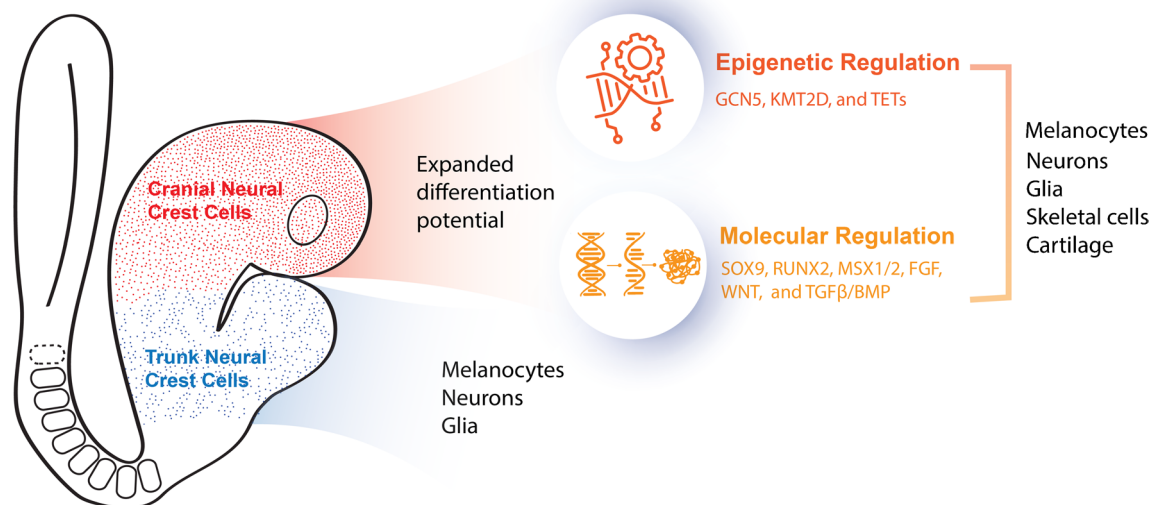 Cranial Neural
Crest Cells
Trunk Neural
Crest Cells
Expanded
differentiation
potential
Melanocytes
Neurons
Glia
Epigenetic Regulation
GCN5, KMT2D, and TETs
Molecular Regulation
SOX9, RUNX2, MSX1/2, FGF,
WNT, and TGFβ/BMP
Melanocytes
Neurons
Glia
Skeletal cells
Cartilage